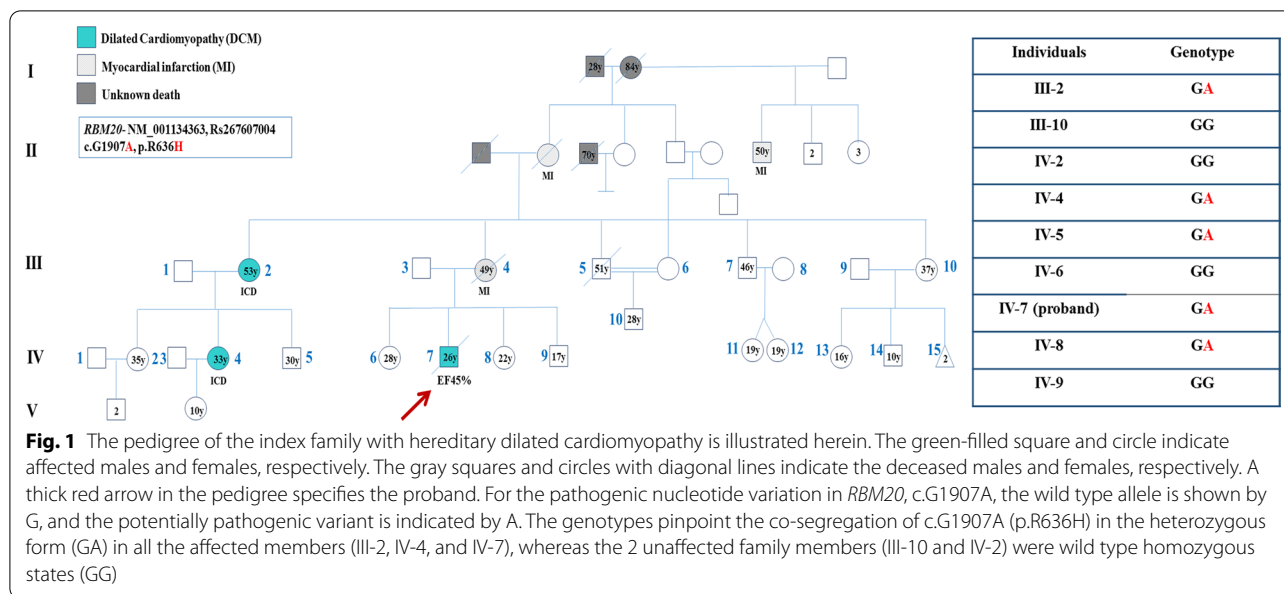 Dilated Cardiomyopathy (DCM)
Myocardial infarction (MI)
Unknown death
RBM20- NM_001134363, Rs267607004
c.G1907A, p.R636H
I
28y 84y
II
70y 50y 2 3
MI MI
III
1 53y 2 3 49y 4 51y 5 6 7 46y 8 9 37y 10
ICD MI
10 28y
IV
1 35y 2 3 33y 4 30y 5 6 28y 7 26y 8 22y 9 17y 11 19y 19y 12 13 16y 14 10y 15 2
ICD EF45%
V
2 10y
Individuals Genotype
III-2 GA
III-10 GG
IV-2 GG
IV-4 GA
IV-5 GA
IV-6 GG
IV-7 (proband) GA
IV-8 GA
IV-9 GG
Fig. 1 The pedigree of the index family with hereditary dilated cardiomyopathy is illustrated herein. The green-filled square and circle indicate
affected males and females, respectively. The gray squares and circles with diagonal lines indicate the deceased males and females, respectively. A
thick red arrow in the pedigree specifies the proband. For the pathogenic nucleotide variation in RBM20, c.G1907A, the wild type allele is shown by
G, and the potentially pathogenic variant is indicated by A. The genotypes pinpoint the co-segregation of c.G1907A (p.R636H) in the heterozygous
form (GA) in all the affected members (III-2, IV-4, and IV-7), whereas the 2 unaffected family members (III-10 and IV-2) were wild type homozygous
states (GG)